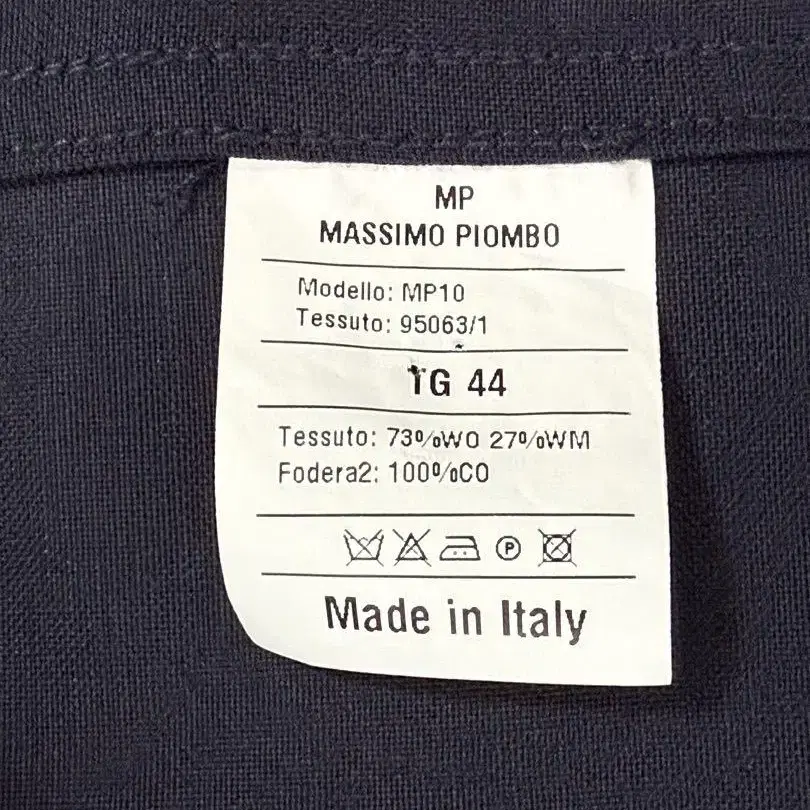 MP
MASSIMO PIOMBO
Modello: MP10
Tessuto: 95063/1
TG 44
Tessuto: 73%WO 27%WM
Fodera2: 100%CO
P
Made in Italy